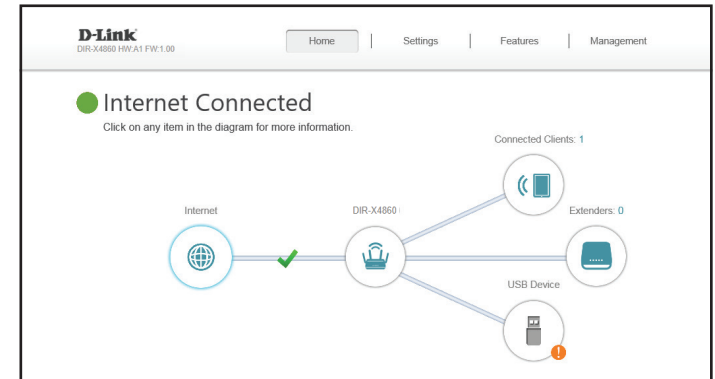 D-Link
DIR-X4860 HW:A1 FW:1.00
Home
Settings
Features
Management
Internet Connected
Click on any item in the diagram for more information.
Connected Clients: 1
Internet
DIR-X4860
Extenders: 0
USB Device